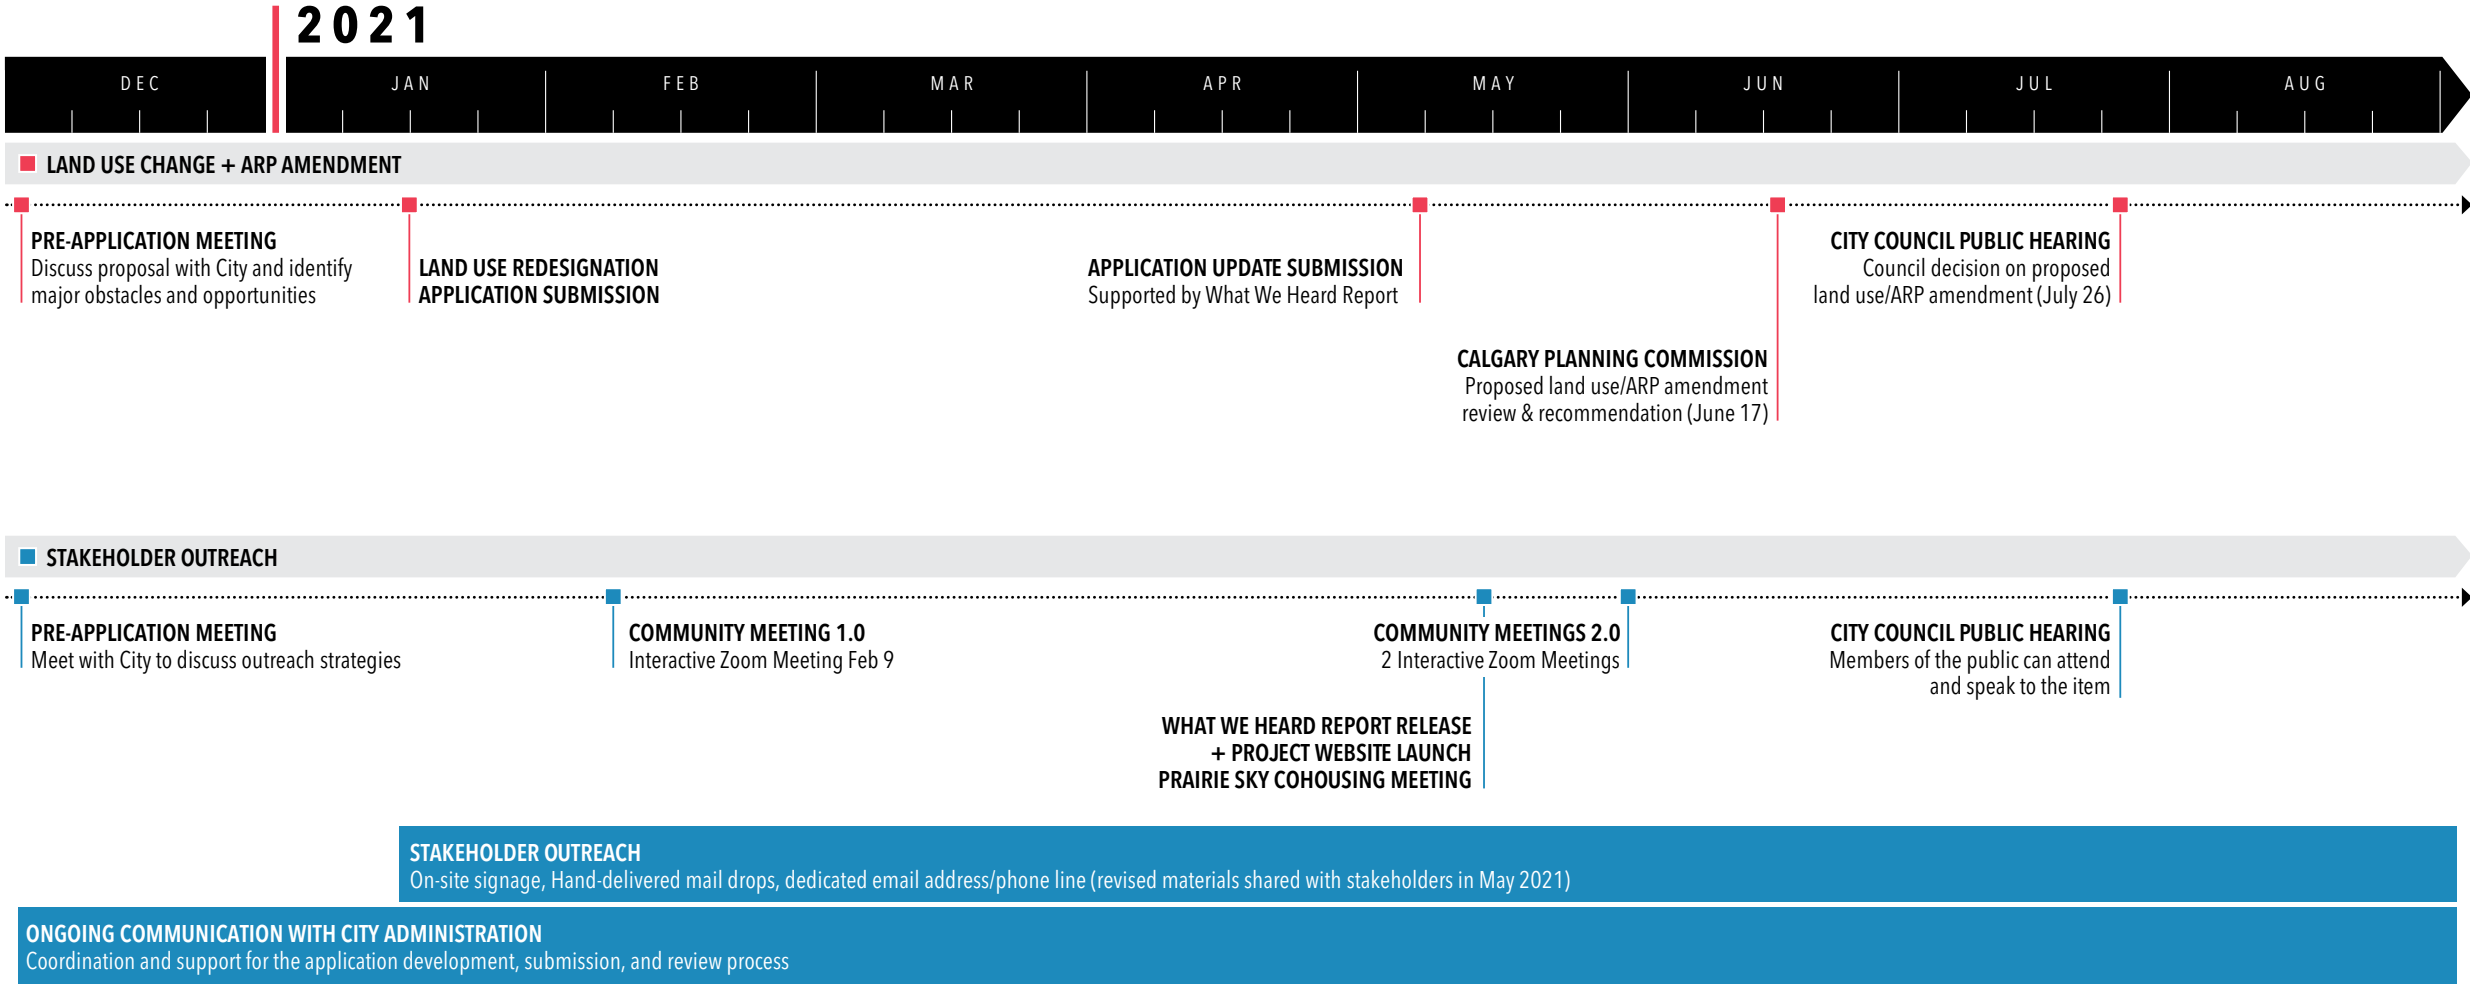 2021
DEC JAN FEB MAR APR MAY JUN JUL AUG
LAND USE CHANGE + ARP AMENDMENT
PRE-APPLICATION MEETING
Discuss proposal with City and identify
major obstacles and opportunities
LAND USE REDESIGNATION
APPLICATION SUBMISSION
APPLICATION UPDATE SUBMISSION
Supported by What We Heard Report
CALGARY PLANNING COMMISSION
Proposed land use/ARP amendment
review & recommendation (June 17)
CITY COUNCIL PUBLIC HEARING
Council decision on proposed
land use/ARP amendment (July 26)
STAKEHOLDER OUTREACH
PRE-APPLICATION MEETING
Meet with City to discuss outreach strategies
COMMUNITY MEETING 1.0
Interactive Zoom Meeting Feb 9
COMMUNITY MEETINGS 2.0
2 Interactive Zoom Meetings
WHAT WE HEARD REPORT RELEASE
+ PROJECT WEBSITE LAUNCH
PRAIRIE SKY COHOUSING MEETING
CITY COUNCIL PUBLIC HEARING
Members of the public can attend
and speak to the item
STAKEHOLDER OUTREACH
On-site signage, Hand-delivered mail drops, dedicated email address/phone line (revised materials shared with stakeholders in May 2021)
ONGOING COMMUNICATION WITH CITY ADMINISTRATION
Coordination and support for the application development, submission, and review process